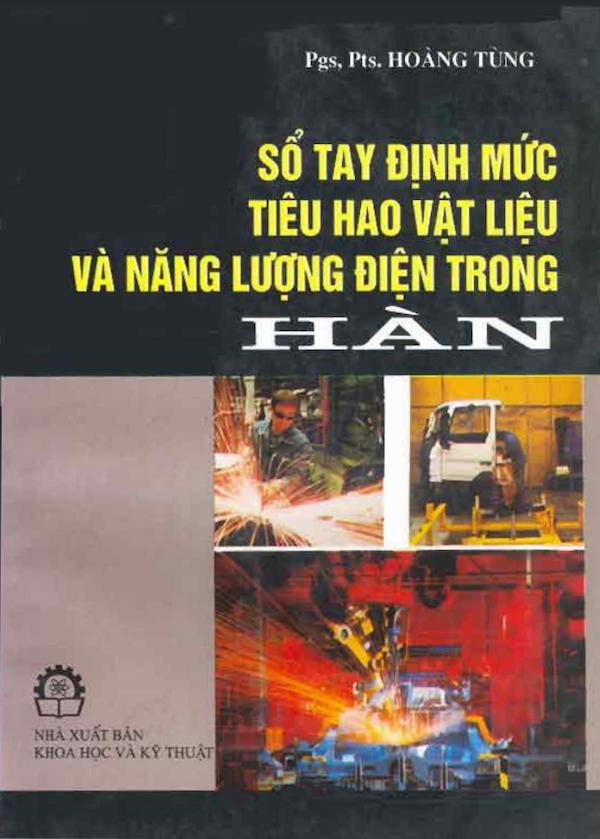 Pgs, Pts. HOÀNG TÙNG
SỔ TAY ĐỊNH MỨC
TIÊU HAO VẬT LIỆU
VÀ NĂNG LƯỢNG ĐIỆN TRONG
HÀN
NHÀ XUẤT BẢN
KHOA HỌC VÀ KỸ THUẬT